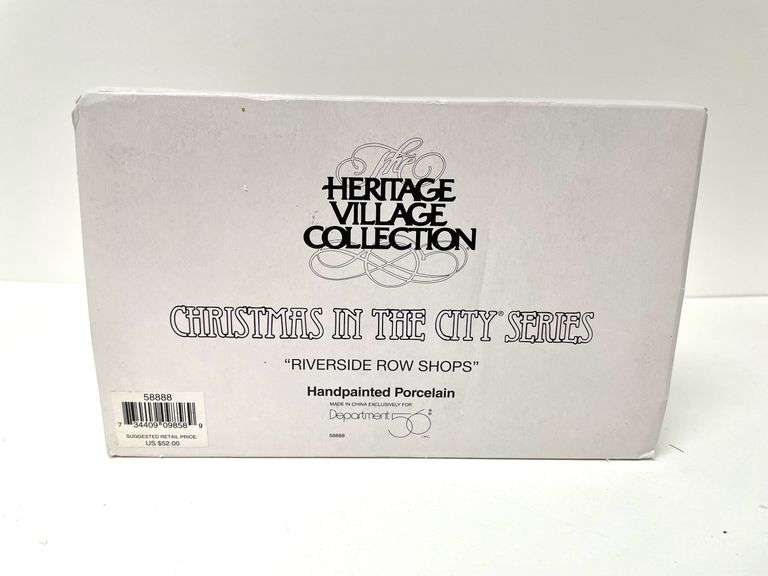 The
HERITAGE
VILLAGE
COLLECTION
CHRISTMAS IN THE CITY® SERIES
“RIVERSIDE ROW SHOPS”
Handpainted Porcelain
MADE IN CHINA EXCLUSIVELY FOR
Department 56®
58888
58888
7 34409 09858 9
SUGGESTED RETAIL PRICE:
US $52.00